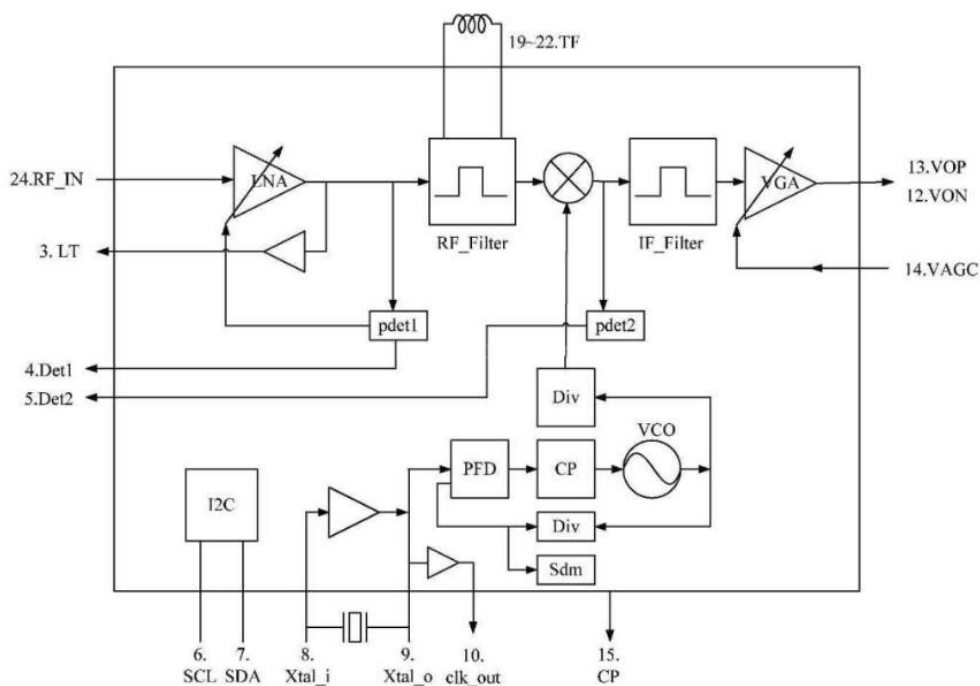 19~22.TF
24.RF_IN
LNA
RF_Filter
IF_Filter
VGA
13.VOP
12.VON
3. LT
14.VAGC
pdet1
pdet2
4.Det1
5.Det2
Div
VCO
PFD
CP
I2C
Div
Sdm
6.
SCL
7.
SDA
8.
Xtal_i
9.
Xtal_o
10.
clk_out
15.
CP